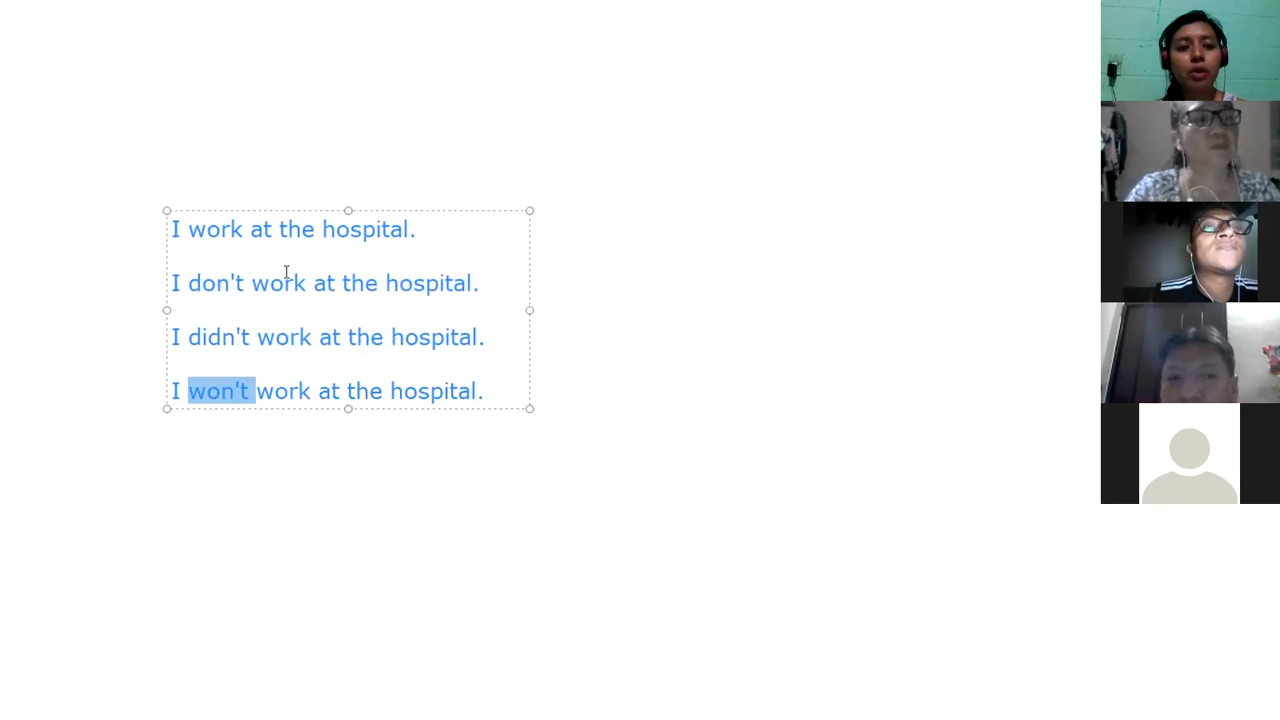 I work at the hospital.
I don't work at the hospital.
I didn't work at the hospital.
I won't work at the hospital.